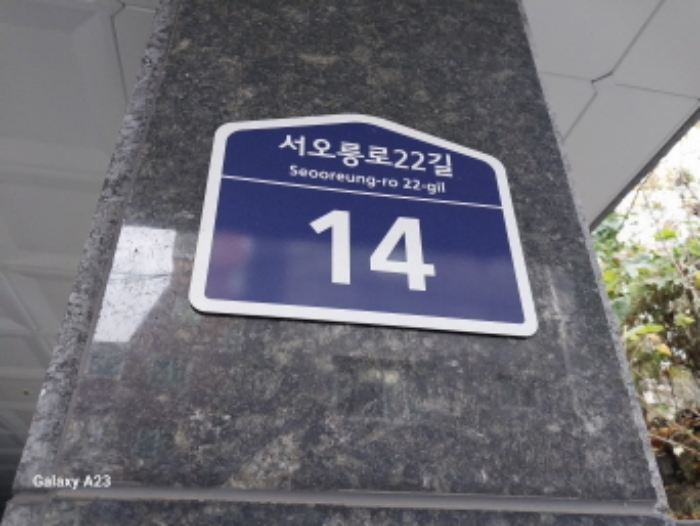 서오릉로22길
Seooreung-ro 22-gil
14
Galaxy A23